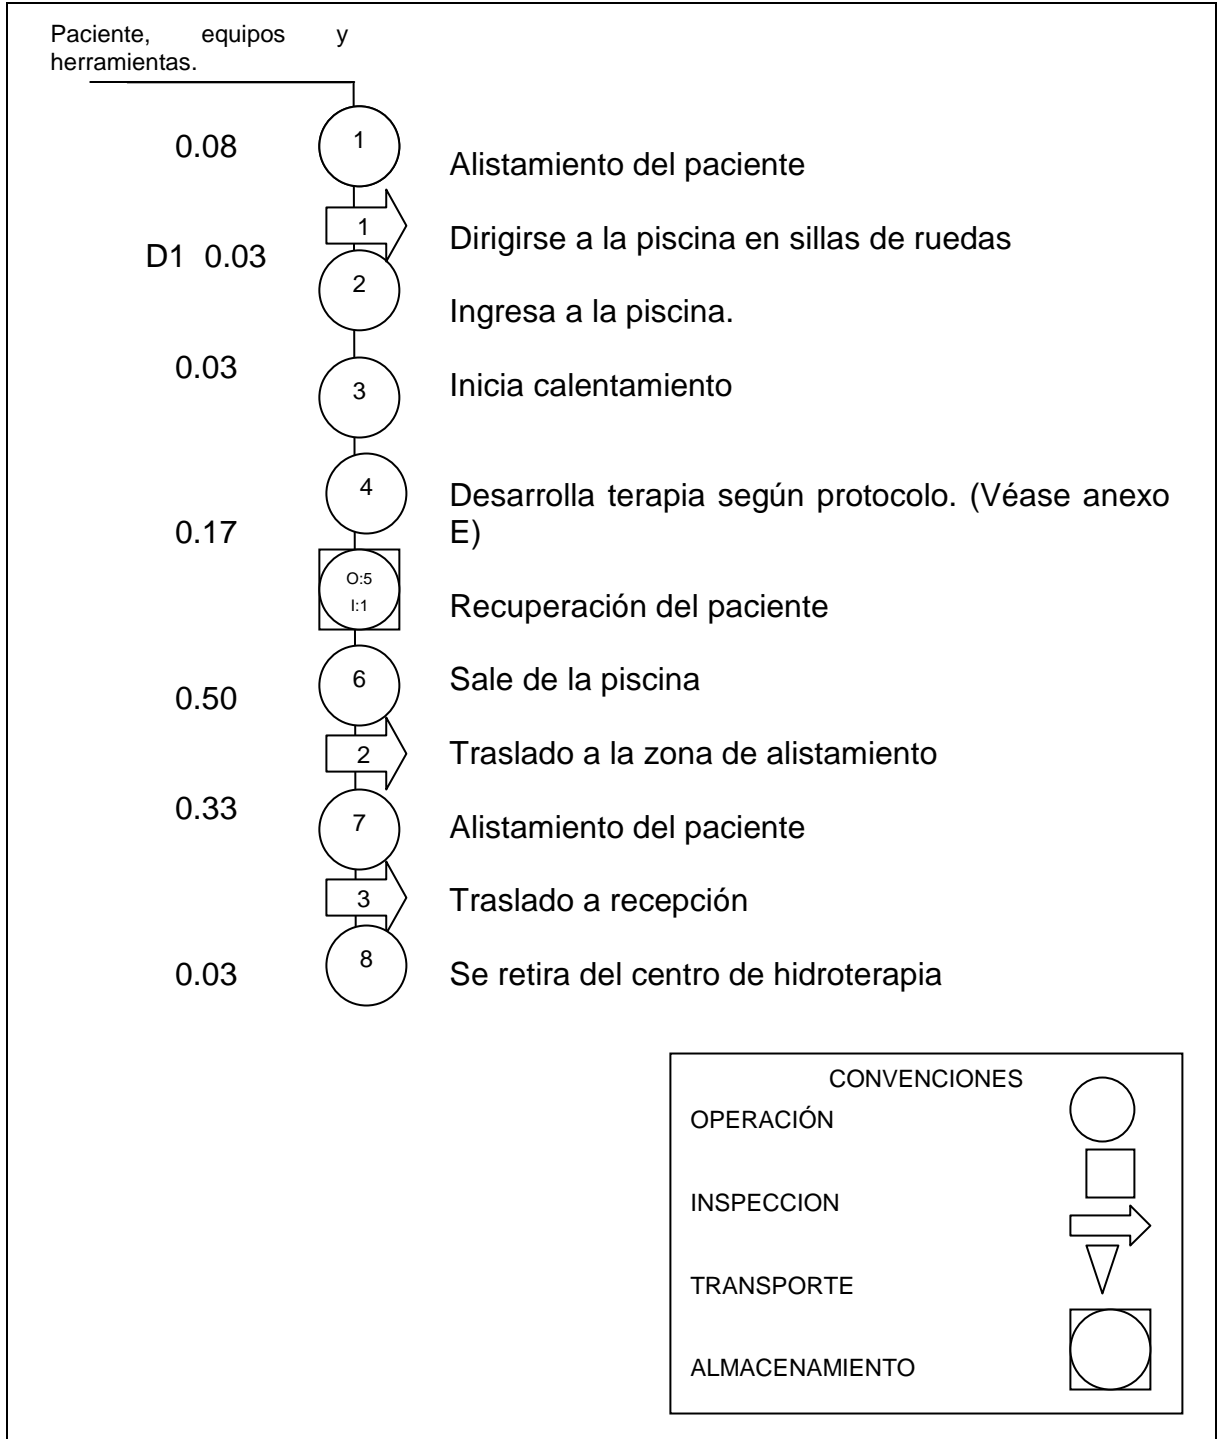 Paciente, equipos y
herramientas.
0.08
1
Alistamiento del paciente
1
Dirigirse a la piscina en sillas de ruedas
D1 0.03
2
Ingresa a la piscina.
0.03
3
Inicia calentamiento
4
Desarrolla terapia según protocolo. (Véase anexo
E)
0.17
O:5
I:1
Recuperación del paciente
6
Sale de la piscina
0.50
2
Traslado a la zona de alistamiento
0.33
7
Alistamiento del paciente
3
Traslado a recepción
8
0.03
Se retira del centro de hidroterapia
CONVENCIONES
OPERACIÓN
INSPECCION
TRANSPORTE
ALMACENAMIENTO